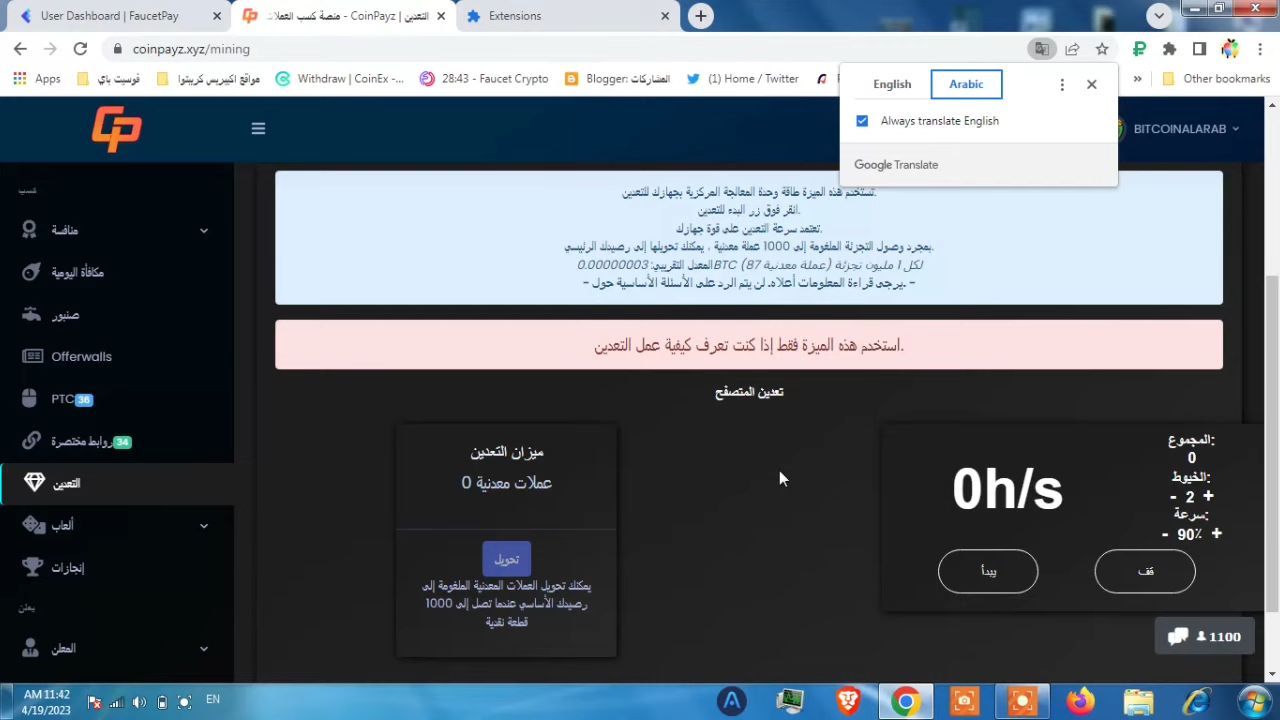 User Dashboard | FaucetPay
التعدين | CoinPayz - منصة كسب العملات
Extensions
coinpayz.xyz/mining
Apps
فوسيت باي
مواقع اكبيريس كريبتوا
Withdraw | CoinEx -...
28:43 - Faucet Crypto
Blogger: المشاركات
(1) Home / Twitter
»
Other bookmarks
English
Arabic
Always translate English
Google Translate
CP
BITCOINALARAB
كسب
منافسة
مكافأة اليومية
صنبور
Offerwalls
PTC 36
روابط مختصرة 34
التعدين
ألعاب
إنجازات
يعلن
المعلن
تستخدم هذه الميزة طاقة وحدة المعالجة المركزية بجهازك للتعدين.
انقر فوق زر البدء للتعدين.
تعتمد سرعة التعدين على قوة جهازك.
بمجرد وصول التجزئة الملغومة إلى 1000 عملة معدنية ، يمكنك تحويلها إلى رصيدك الرئيسي.
المعدل التقريبي: 0.00000003 BTC (87 عملة معدنية) لكل 1 مليون تجزئة
- يرجى قراءة المعلومات أعلاه. لن يتم الرد على الأسئلة الأساسية حول. -
استخدم هذه الميزة فقط إذا كنت تعرف كيفية عمل التعدين.
تعدين المتصفح
ميزان التعدين
0 عملات معدنية
تحويل
يمكنك تحويل العملات المعدنية الملغومة إلى
رصيدك الأساسي عندما تصل إلى 1000
قطعة نقدية
0h/s
المجموع:
0
الخيوط:
- 2 +
سرعة:
- 90٪ +
يبدأ
قف
1100
AM 11:42
4/19/2023
EN